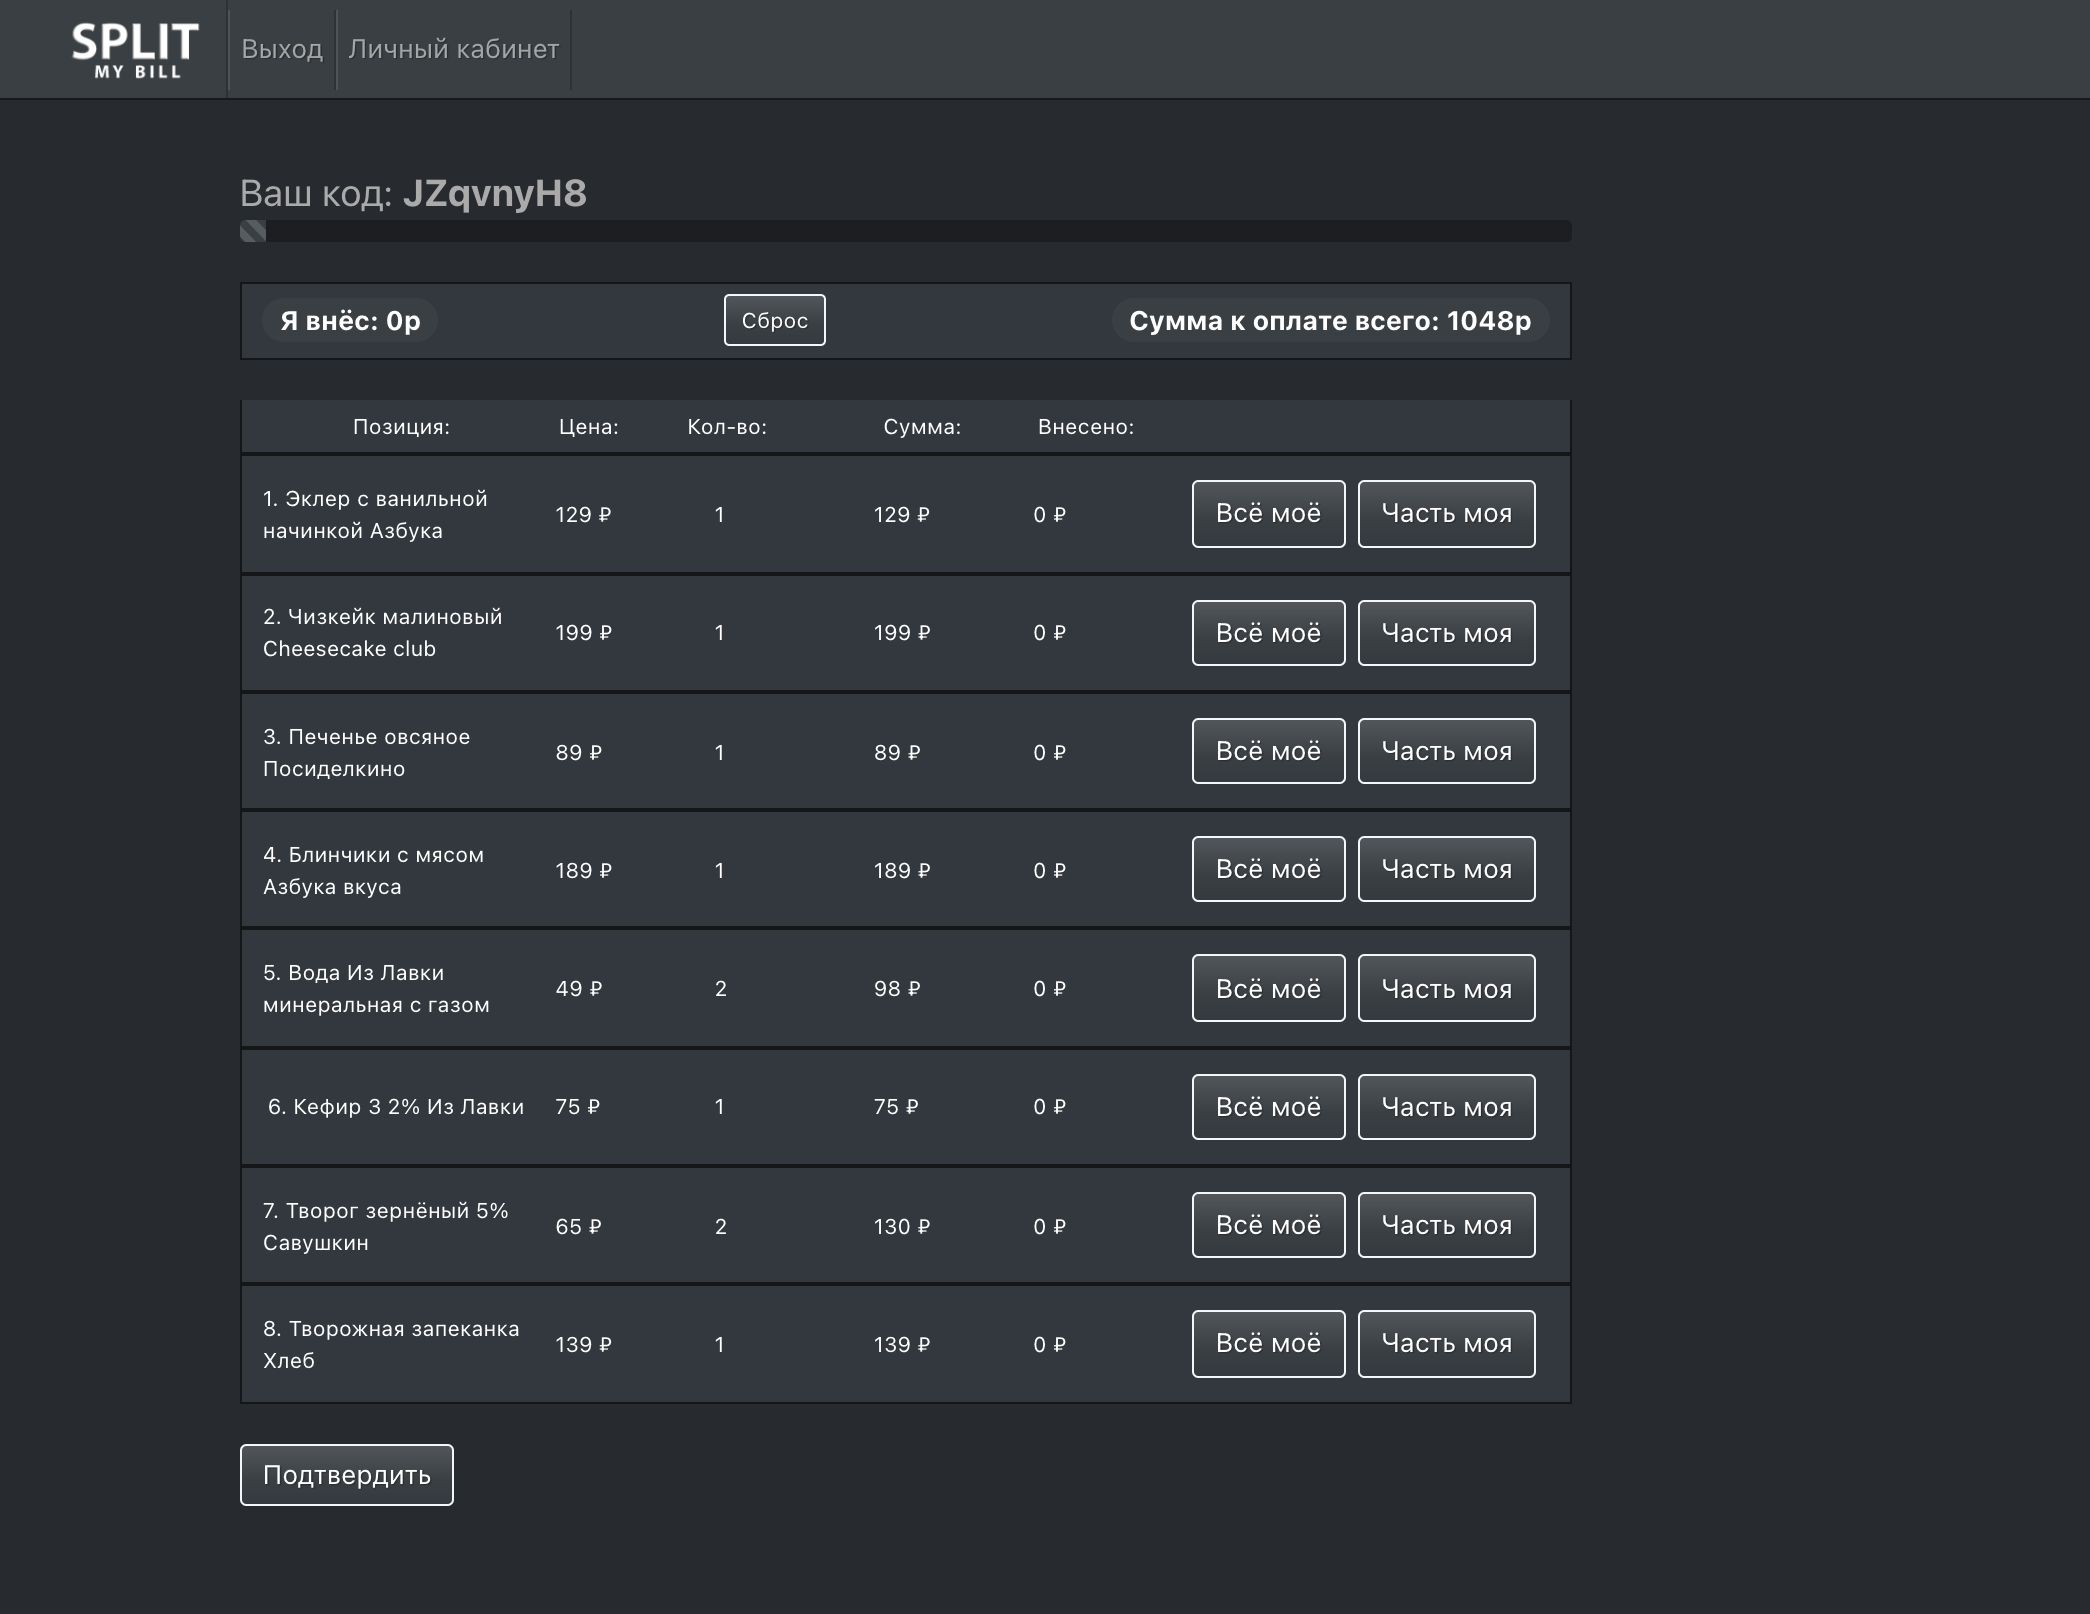 SPLIT
MY BILL
Выход
Личный кабинет
Ваш код: JZqvnyH8
Я внёс: 0р
Сброс
Сумма к оплате всего: 1048р
Позиция: Цена: Кол-во: Сумма: Внесено:
1. Эклер с ванильной
начинкой Азбука
129 ₽ 1 129 ₽ 0 ₽ Всё моё Часть моя
2. Чизкейк малиновый
Cheesecake club
199 ₽ 1 199 ₽ 0 ₽ Всё моё Часть моя
3. Печенье овсяное
Посиделкино
89 ₽ 1 89 ₽ 0 ₽ Всё моё Часть моя
4. Блинчики с мясом
Азбука вкуса
189 ₽ 1 189 ₽ 0 ₽ Всё моё Часть моя
5. Вода Из Лавки
минеральная с газом
49 ₽ 2 98 ₽ 0 ₽ Всё моё Часть моя
6. Кефир 3 2% Из Лавки 75 ₽ 1 75 ₽ 0 ₽ Всё моё Часть моя
7. Творог зернёный 5%
Савушкин
65 ₽ 2 130 ₽ 0 ₽ Всё моё Часть моя
8. Творожная запеканка
Хлеб
139 ₽ 1 139 ₽ 0 ₽ Всё моё Часть моя
Подтвердить